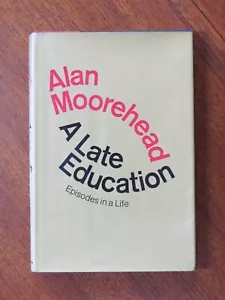 Alan
Moorehead
A Late
Education
Episodes in a Life